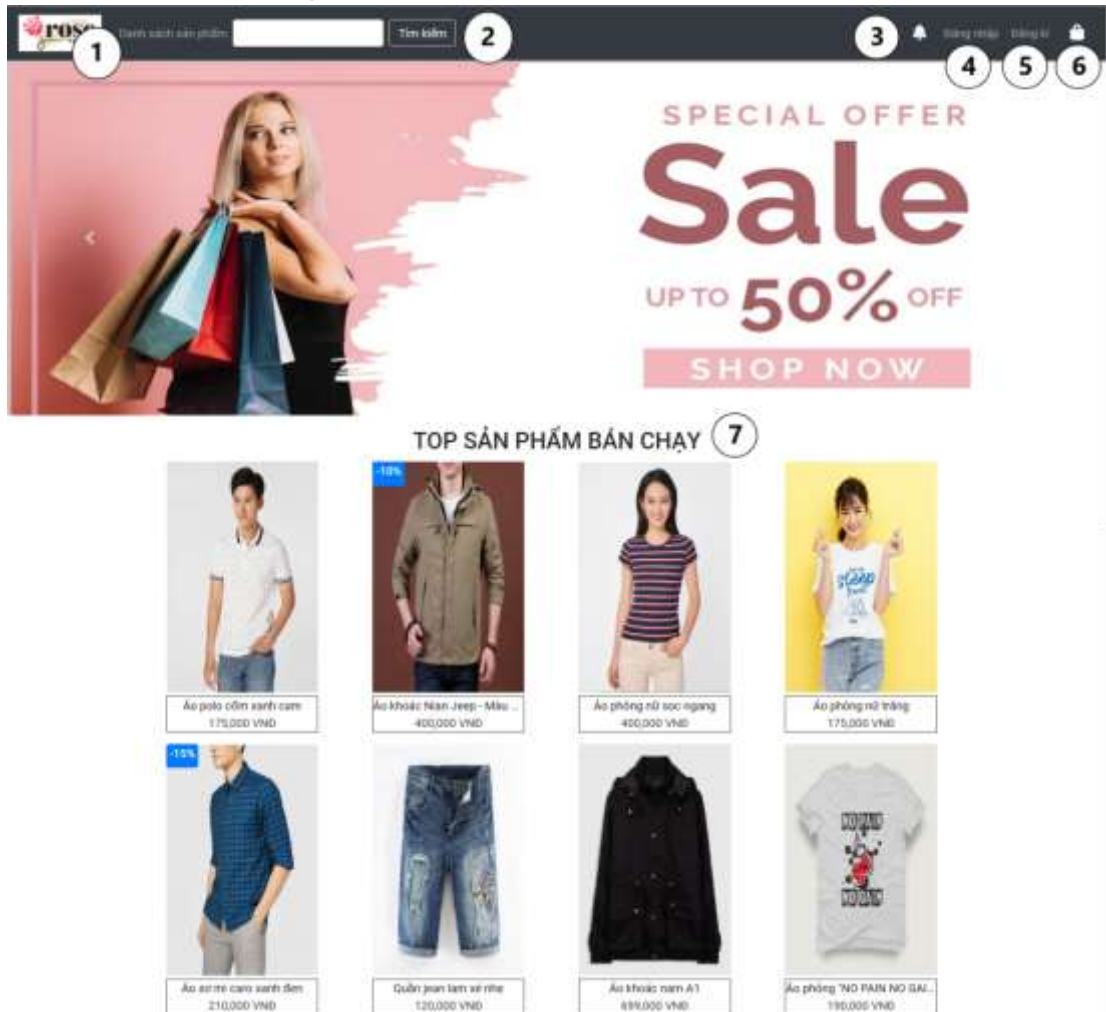 rose
1
Danh sách sản phẩm
Tìm kiếm
2
3
Đăng nhập
Đăng kí
4
5
6
SPECIAL OFFER
Sale
UP TO 50% OFF
SHOP NOW
TOP SẢN PHẨM BÁN CHẠY
7
-10%
Áo polo cốm xanh cam
175,000 VNĐ
Áo khoác Nian Jeep - Màu ...
400,000 VNĐ
Áo phông nữ sọc ngang
400,000 VNĐ
Áo phông nữ trắng
175,000 VNĐ
-15%
NO PAIN
NO GAIN
Áo sơ mi caro xanh đen
210,000 VNĐ
Quần jean lam xé nhẹ
120,000 VNĐ
Áo khoác nam A1
699,000 VNĐ
Áo phông "NO PAIN NO GAI...
190,000 VNĐ